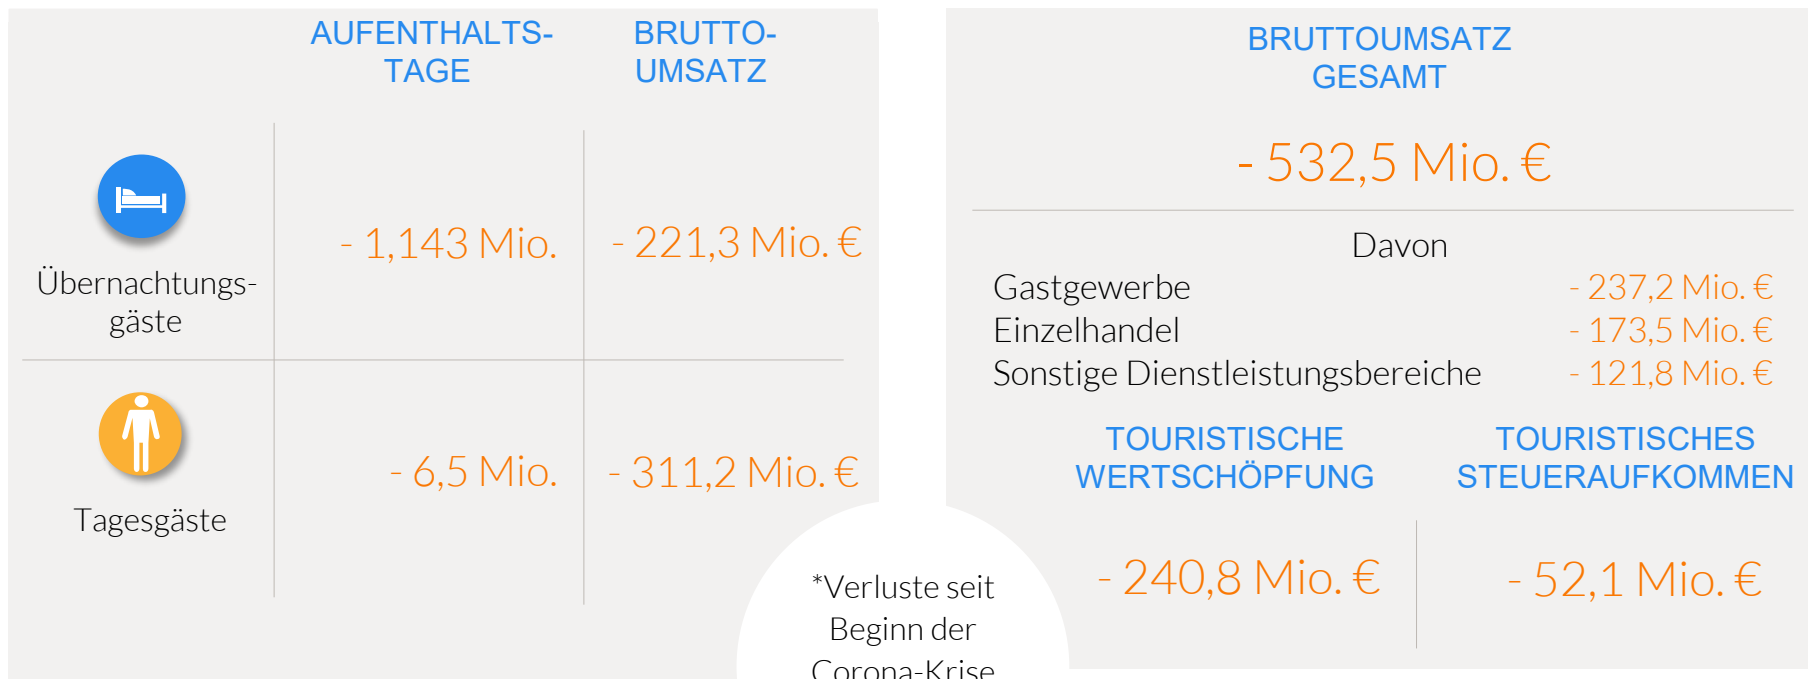 AUFENTHALTS-
TAGE
BRUTTO-
UMSATZ
Übernachtungs-
gäste
- 1,143 Mio.
- 221,3 Mio. €
Tagesgäste
- 6,5 Mio.
- 311,2 Mio. €
*Verluste seit
Beginn der
Corona-Krise
BRUTTOUMSATZ
GESAMT
- 532,5 Mio. €
Davon
Gastgewerbe - 237,2 Mio. €
Einzelhandel - 173,5 Mio. €
Sonstige Dienstleistungsbereiche - 121,8 Mio. €
TOURISTISCHE
WERTSCHÖPFUNG
- 240,8 Mio. €
TOURISTISCHES
STEUERAUFKOMMEN
- 52,1 Mio. €